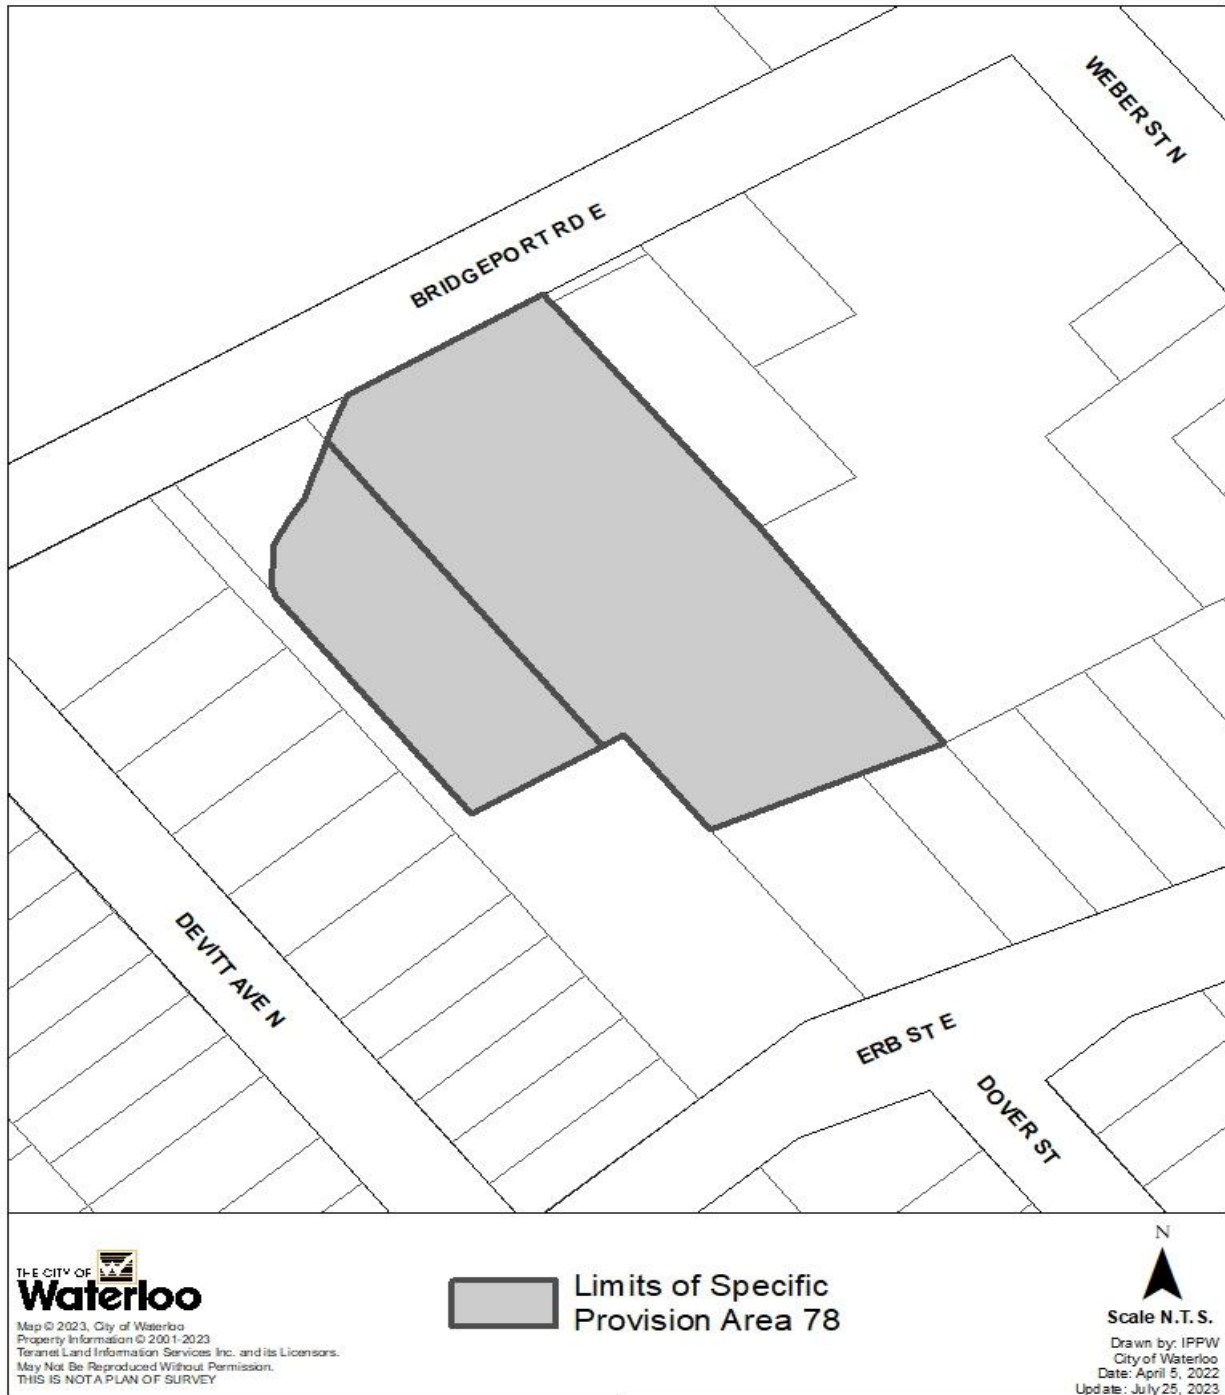 WEBER ST N
BRIDGEPORT RD E
DEVITT AVE N
ERB ST E
DOVER ST
THE CITY OF
Waterloo
Map © 2023, City of Waterloo
Property Information © 2001-2023
Teranet Land Information Services Inc. and its Licensors.
May Not Be Reproduced Without Permission.
THIS IS NOT A PLAN OF SURVEY
Limits of Specific
Provision Area 78
N
Scale N.T.S.
Drawn by: IPPW
City of Waterloo
Date: April 5, 2022
Update: July 25, 2023